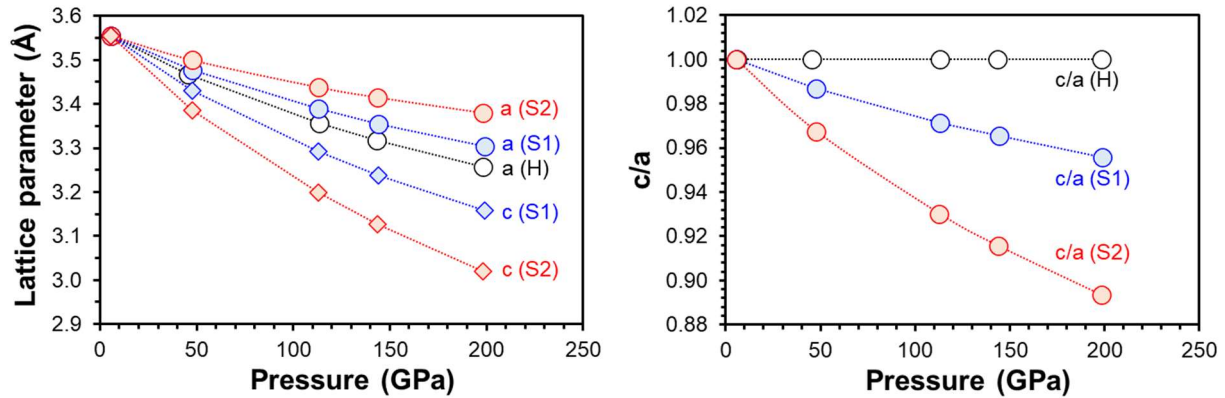 3.6
3.5
3.4
3.3
3.2
3.1
3.0
2.9
Lattice parameter (Å)
a (S2)
a (S1)
a (H)
c (S1)
c (S2)
0 50 100 150 200 250
Pressure (GPa)
1.02
1.00
0.98
0.96
0.94
0.92
0.90
0.88
c/a
c/a (H)
c/a (S1)
c/a (S2)
0 50 100 150 200 250
Pressure (GPa)